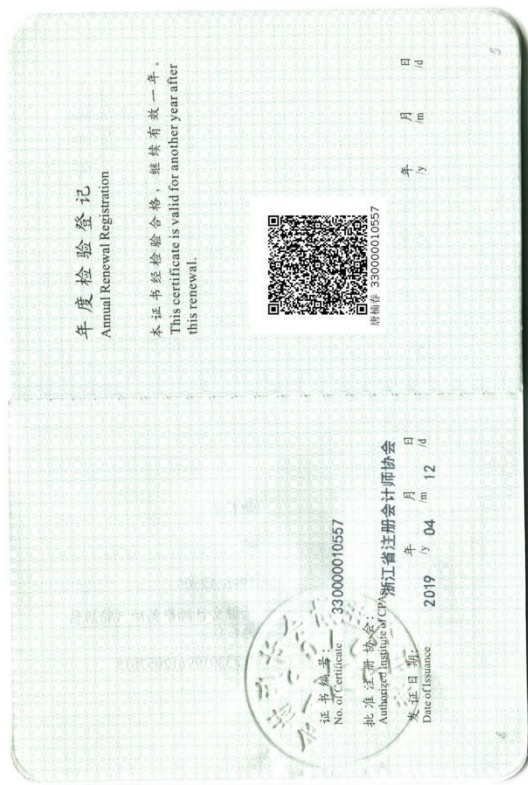 年度检验登记
Annual Renewal Registration
本证书经检验合格，继续有效一年。
This certificate is valid for another year after
this renewal.
唐楠春 330000010557
年 月 日
/y /m /d
5
证书编号：
No. of Certificate
330000010557
批准注册协会：
Authorized Institute of CPAs
浙江省注册会计师协会
发证日期：
Date of Issuance
2019 年 04 月 12 日
/y /m /d
4